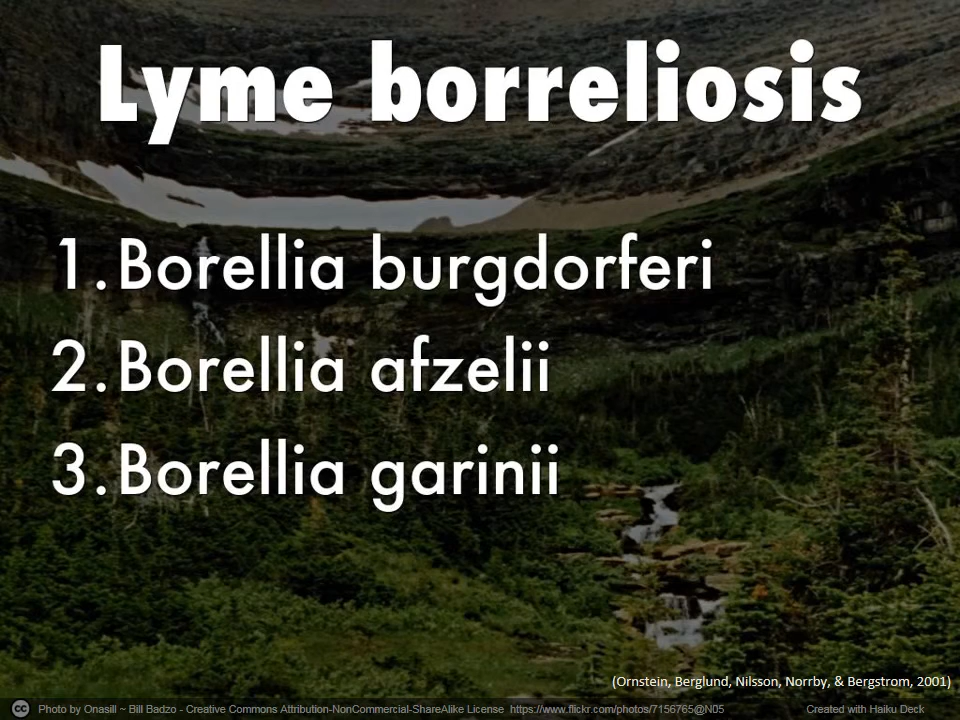 Lyme borreliosis
1. Borellia burgdorferi
2. Borellia afzelii
3. Borellia garinii
(Ornstein, Berglund, Nilsson, Norrby, & Bergstrom, 2001)
cc Photo by Onasill ~ Bill Badzo - Creative Commons Attribution-NonCommercial-ShareAlike License https://www.flickr.com/photos/7156765@N05 Created with Haiku Deck